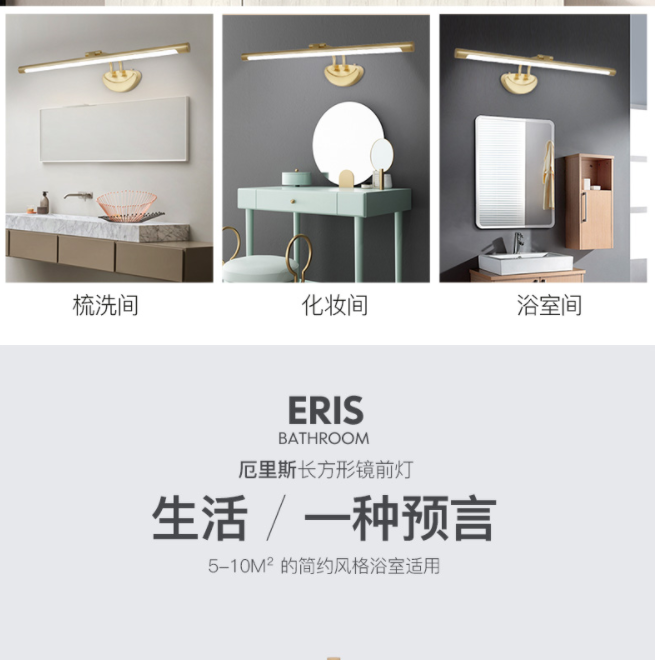 梳洗间
化妆间
浴室间
ERIS
BATHROOM
厄里斯长方形镜前灯
生活 / 一种预言
5-10M² 的简约风格浴室适用